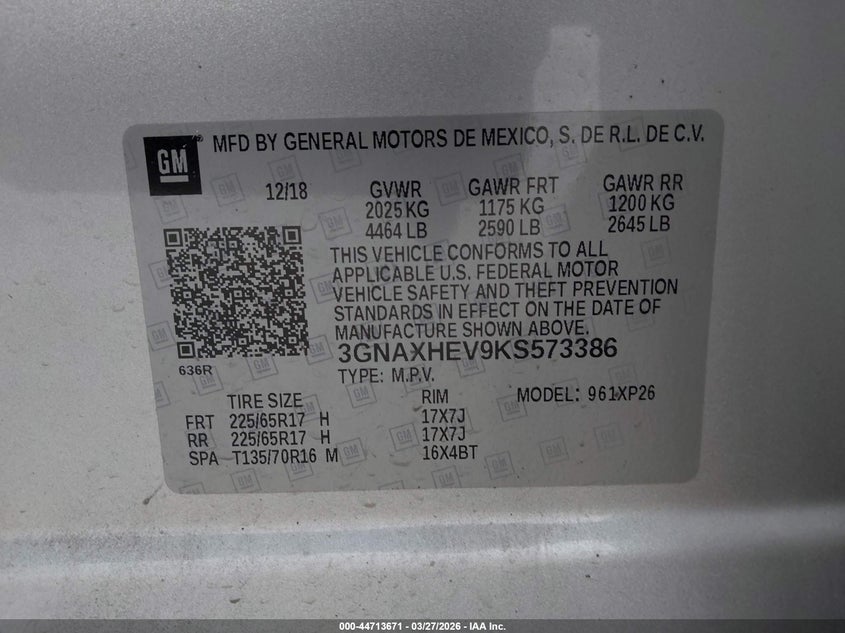 GM ® MFD BY GENERAL MOTORS DE MEXICO, S. DE R.L. DE C.V.
12/18 GVWR GAWR FRT GAWR RR
2025 KG 1175 KG 1200 KG
4464 LB 2590 LB 2645 LB
THIS VEHICLE CONFORMS TO ALL
APPLICABLE U.S. FEDERAL MOTOR
VEHICLE SAFETY AND THEFT PREVENTION
STANDARDS IN EFFECT ON THE DATE OF
MANUFACTURE SHOWN ABOVE.
3GNAXHEV9KS573386
636R
TYPE: M.P.V.
TIRE SIZE RIM MODEL: 961XP26
FRT 225/65R17 H 17X7J
RR 225/65R17 H 17X7J
SPA T135/70R16 M 16X4BT
000-44713671 - 03/27/2026 - IAA Inc.